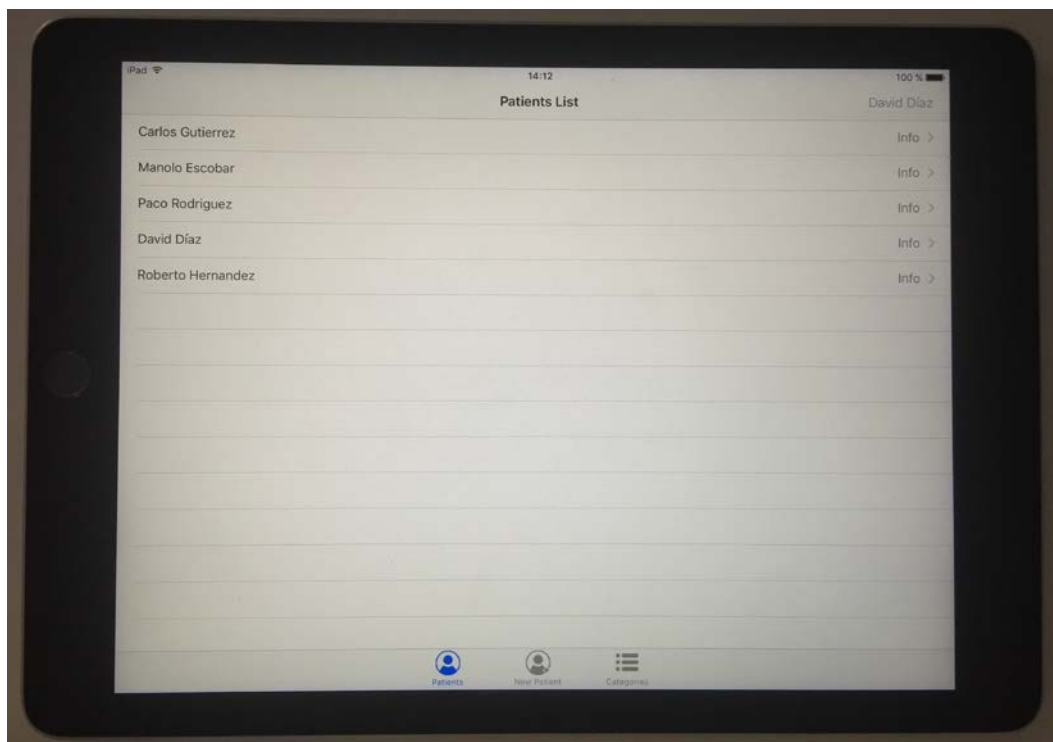 iPad 14:12 100 %
Patients List David Díaz
Carlos Gutierrez Info >
Manolo Escobar Info >
Paco Rodriguez Info >
David Díaz Info >
Roberto Hernandez Info >
Patients New Patient Categories